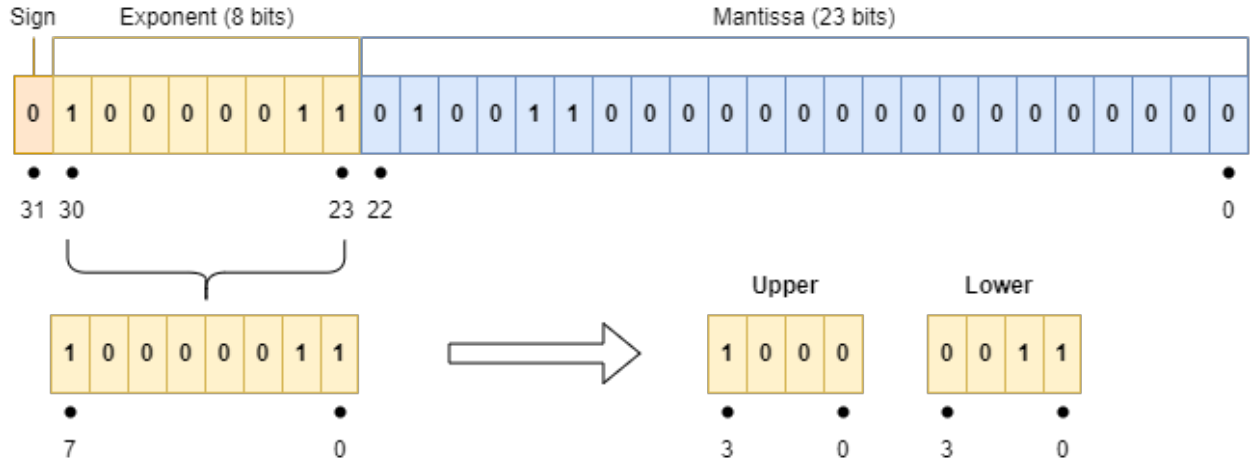 Sign Exponent (8 bits) Mantissa (23 bits)
0 1 0 0 0 0 0 1 1 0 1 0 0 1 1 0 0 0 0 0 0 0 0 0 0 0 0 0 0 0 0 0
31 30 23 22 0
Upper Lower
1 0 0 0 0 0 1 1 1 0 0 0 0 0 1 1
7 0 3 0 3 0